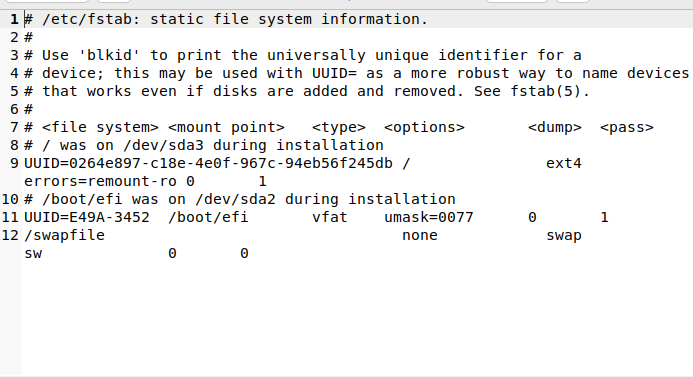 1 # /etc/fstab: static file system information.
2 #
3 # Use 'blkid' to print the universally unique identifier for a
4 # device; this may be used with UUID= as a more robust way to name devices
5 # that works even if disks are added and removed. See fstab(5).
6 #
7 # <file system> <mount point>   <type>  <options>       <dump>  <pass>
8 # / was on /dev/sda3 during installation
9 UUID=0264e897-c18e-4e0f-967c-94eb56f245db /               ext4
errors=remount-ro 0       1
10 # /boot/efi was on /dev/sda2 during installation
11 UUID=E49A-3452  /boot/efi       vfat    umask=0077      0       1
12 /swapfile                                 none            swap
sw              0       0